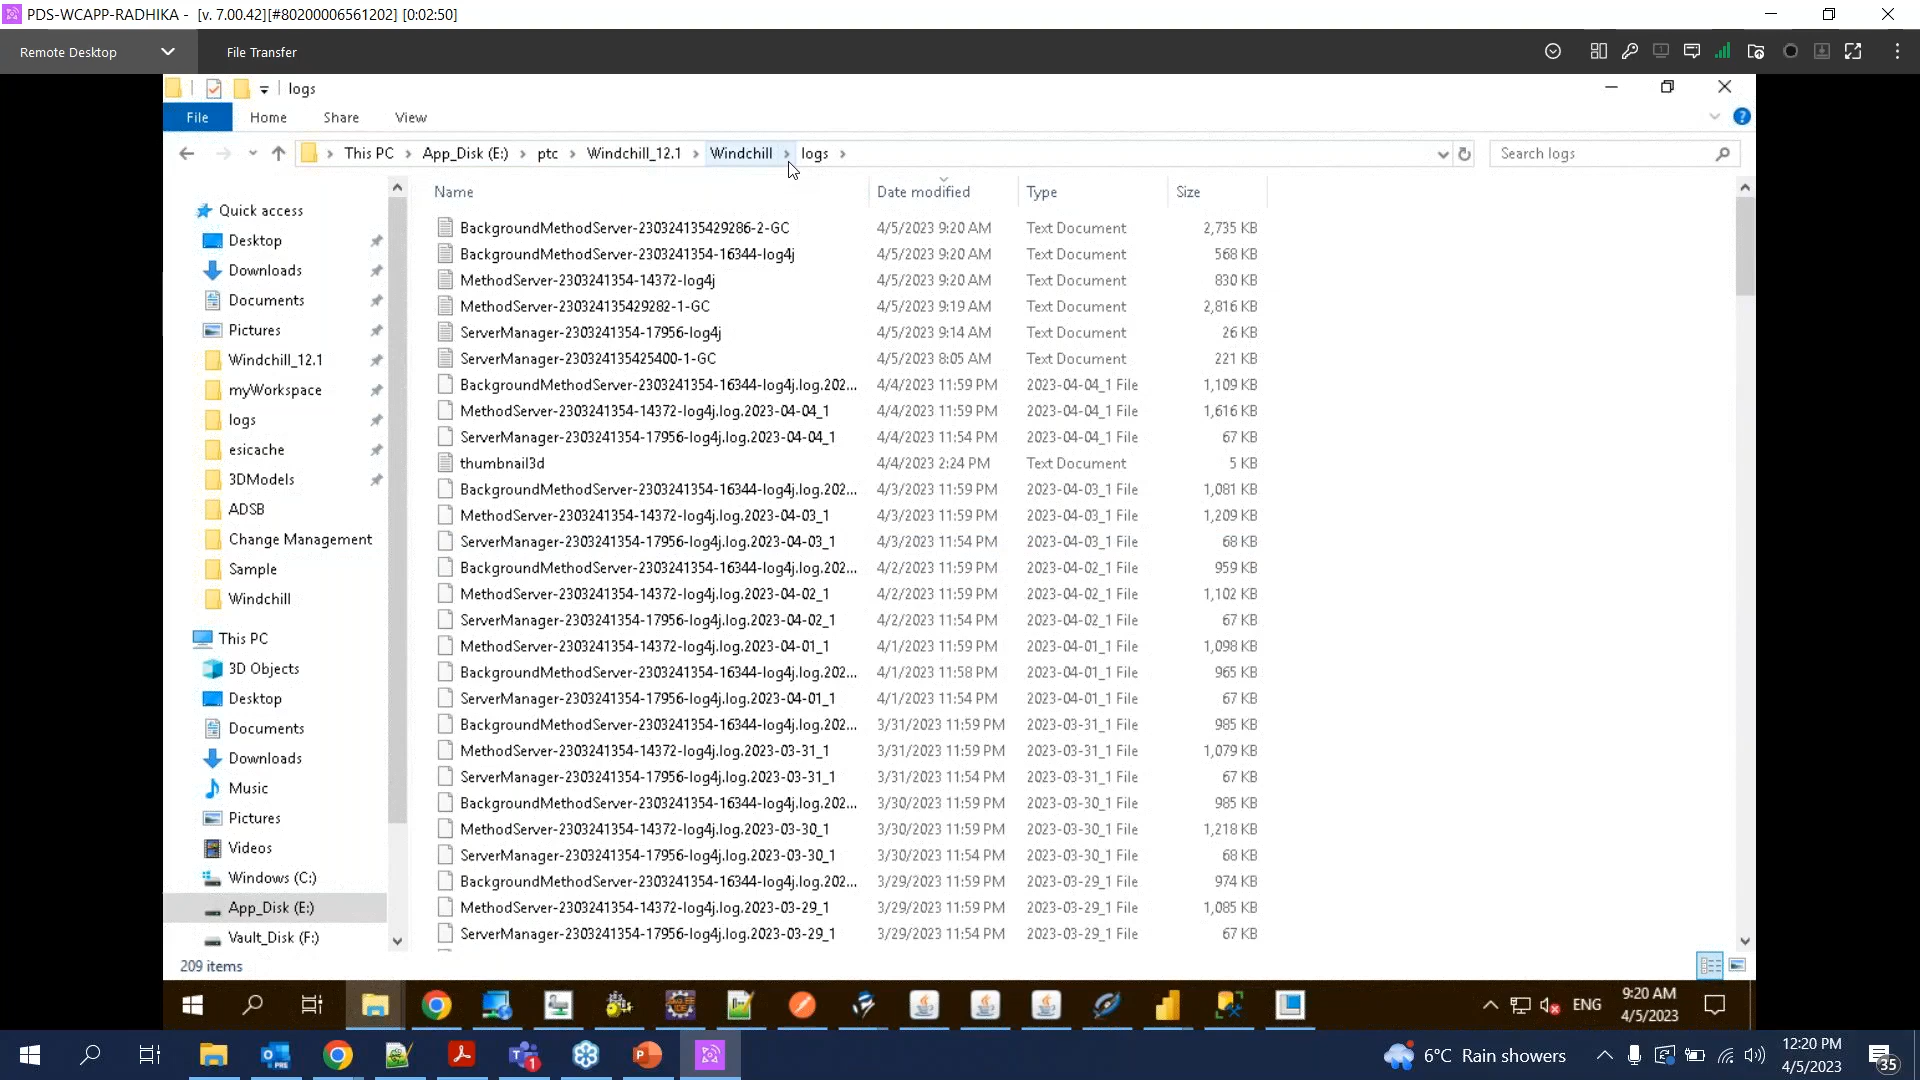 PDS-WCAPP-RADHIKA - [v. 7.00.42][#80200006561202] [0:02:50]
Remote Desktop
File Transfer
logs
File Home Share View
This PC > App_Disk (E:) > ptc > Windchill_12.1 > Windchill > logs >
Search logs
Name Date modified Type Size
Quick access
Desktop
Downloads
Documents
Pictures
Windchill_12.1
myWorkspace
logs
esicache
3DModels
ADSB
Change Management
Sample
Windchill
This PC
3D Objects
Desktop
Documents
Downloads
Music
Pictures
Videos
Windows (C:)
App_Disk (E:)
Vault_Disk (F:)
BackgroundMethodServer-230324135429286-2-GC 4/5/2023 9:20 AM Text Document 2,735 KB
BackgroundMethodServer-2303241354-16344-log4j 4/5/2023 9:20 AM Text Document 568 KB
MethodServer-2303241354-14372-log4j 4/5/2023 9:20 AM Text Document 830 KB
MethodServer-230324135429282-1-GC 4/5/2023 9:19 AM Text Document 2,816 KB
ServerManager-2303241354-17956-log4j 4/5/2023 9:14 AM Text Document 26 KB
ServerManager-230324135425400-1-GC 4/5/2023 8:05 AM Text Document 221 KB
BackgroundMethodServer-2303241354-16344-log4j.log.202... 4/4/2023 11:59 PM 2023-04-04_1 File 1,109 KB
MethodServer-2303241354-14372-log4j.log.2023-04-04_1 4/4/2023 11:59 PM 2023-04-04_1 File 1,616 KB
ServerManager-2303241354-17956-log4j.log.2023-04-04_1 4/4/2023 11:54 PM 2023-04-04_1 File 67 KB
thumbnail3d 4/4/2023 2:24 PM Text Document 5 KB
BackgroundMethodServer-2303241354-16344-log4j.log.202... 4/3/2023 11:59 PM 2023-04-03_1 File 1,081 KB
MethodServer-2303241354-14372-log4j.log.2023-04-03_1 4/3/2023 11:59 PM 2023-04-03_1 File 1,209 KB
ServerManager-2303241354-17956-log4j.log.2023-04-03_1 4/3/2023 11:54 PM 2023-04-03_1 File 68 KB
BackgroundMethodServer-2303241354-16344-log4j.log.202... 4/2/2023 11:59 PM 2023-04-02_1 File 959 KB
MethodServer-2303241354-14372-log4j.log.2023-04-02_1 4/2/2023 11:59 PM 2023-04-02_1 File 1,102 KB
ServerManager-2303241354-17956-log4j.log.2023-04-02_1 4/2/2023 11:54 PM 2023-04-02_1 File 67 KB
MethodServer-2303241354-14372-log4j.log.2023-04-01_1 4/1/2023 11:59 PM 2023-04-01_1 File 1,098 KB
BackgroundMethodServer-2303241354-16344-log4j.log.202... 4/1/2023 11:58 PM 2023-04-01_1 File 965 KB
ServerManager-2303241354-17956-log4j.log.2023-04-01_1 4/1/2023 11:54 PM 2023-04-01_1 File 67 KB
BackgroundMethodServer-2303241354-16344-log4j.log.202... 3/31/2023 11:59 PM 2023-03-31_1 File 985 KB
MethodServer-2303241354-14372-log4j.log.2023-03-31_1 3/31/2023 11:59 PM 2023-03-31_1 File 1,079 KB
ServerManager-2303241354-17956-log4j.log.2023-03-31_1 3/31/2023 11:54 PM 2023-03-31_1 File 67 KB
BackgroundMethodServer-2303241354-16344-log4j.log.202... 3/30/2023 11:59 PM 2023-03-30_1 File 985 KB
MethodServer-2303241354-14372-log4j.log.2023-03-30_1 3/30/2023 11:59 PM 2023-03-30_1 File 1,218 KB
ServerManager-2303241354-17956-log4j.log.2023-03-30_1 3/30/2023 11:54 PM 2023-03-30_1 File 68 KB
BackgroundMethodServer-2303241354-16344-log4j.log.202... 3/29/2023 11:59 PM 2023-03-29_1 File 974 KB
MethodServer-2303241354-14372-log4j.log.2023-03-29_1 3/29/2023 11:59 PM 2023-03-29_1 File 1,085 KB
ServerManager-2303241354-17956-log4j.log.2023-03-29_1 3/29/2023 11:54 PM 2023-03-29_1 File 67 KB
209 items
ENG
9:20 AM
4/5/2023
6°C Rain showers
12:20 PM
4/5/2023
35